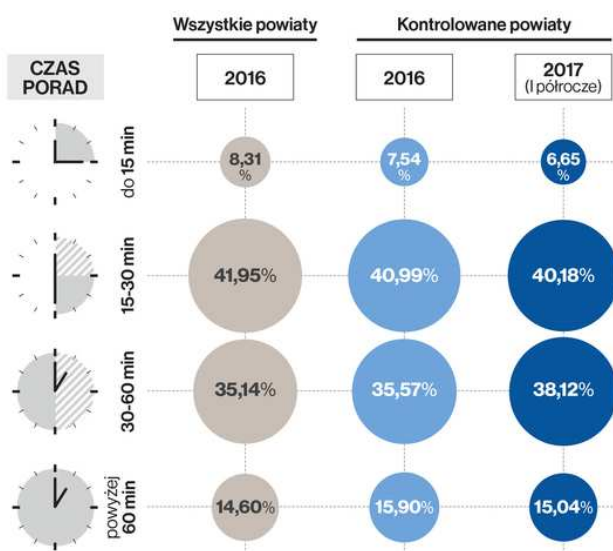 Wszystkie powiaty
Kontrolowane powiaty
CZAS
PORAD
2016
2016
2017
(I półrocze)
do 15 min
8,31
%
7,54
%
6,65
%
15-30 min
41,95%
40,99%
40,18%
30-60 min
35,14%
35,57%
38,12%
powyżej
60 min
14,60%
15,90%
15,04%